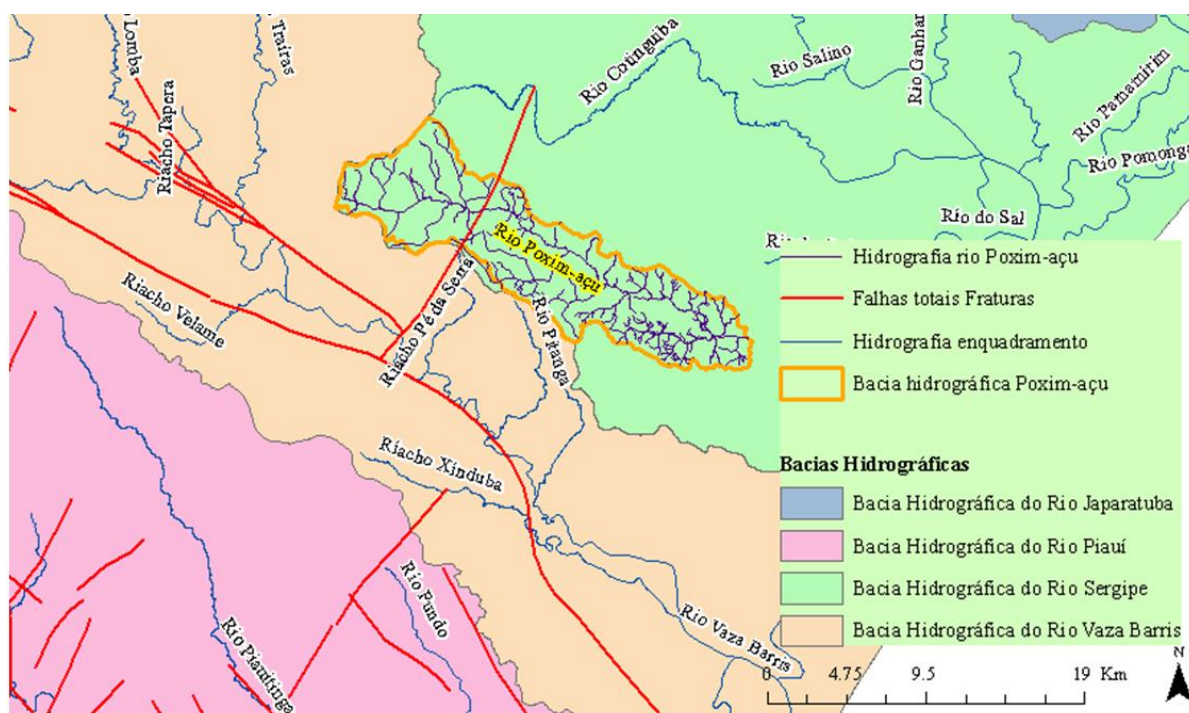 Lomba
Traíras
Riacho Tapera
Rio Cotinguiba
Rio Salino
Rio Ganhar
Rio Pamamirim
Rio Pomonga
Río do Sal
Rio Poxim-açu
Riacho Velame
Riacho Pé da Serra
Rio Pitanga
Riacho Xinduba
Rio Fundo
Rio Piauitinga
Rio Vaza Barris
Hidrografia rio Poxim-açu
Falhas totais Fraturas
Hidrografia enquadramento
Bacia hidrográfica Poxim-açu
Bacias Hidrográficas
Bacia Hidrográfica do Rio Japaratuba
Bacia Hidrográfica do Rio Piauí
Bacia Hidrográfica do Rio Sergipe
Bacia Hidrográfica do Rio Vaza Barris
N
0 4.75 9.5 19 Km